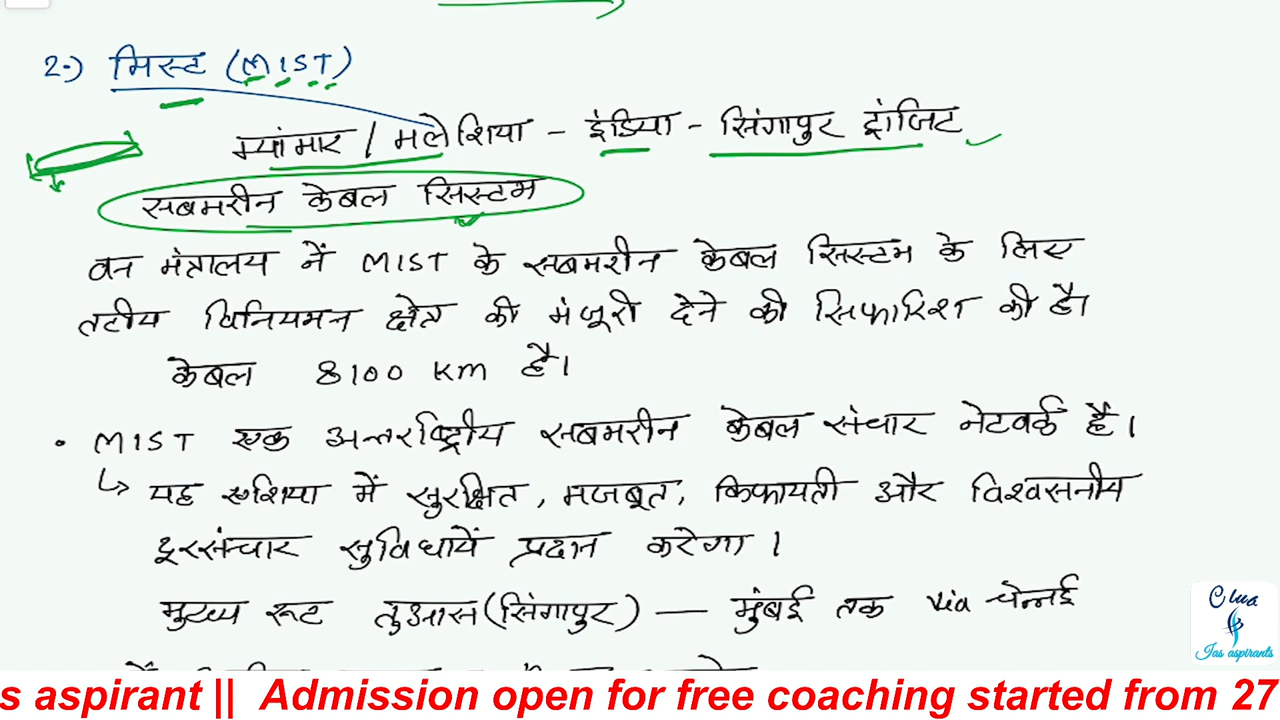 2.) मिस्ट (MIST)
म्यांमार / मलेशिया - इंडिया - सिंगापुर ट्रांजिट
सबमरीन केबल सिस्टम
वन मंत्रालय में MIST के सबमरीन केबल सिस्टम के लिए
तटीय विनियमन क्षेत्र की मंजूरी देने की सिफारिश की है।
केबल 8100 KM है।
• MIST एक अन्तर्राष्ट्रीय सबमरीन केबल संचार नेटवर्क है।
↳ यह एशिया में सुरक्षित, मजबूत, किफायती और विश्वसनीय
दूरसंचार सुविधायें प्रदान करेगा।
मुख्य रूट तुआस (सिंगापुर) — मुंबई तक via चेन्नई
Ias aspirants
s aspirant || Admission open for free coaching started from 27